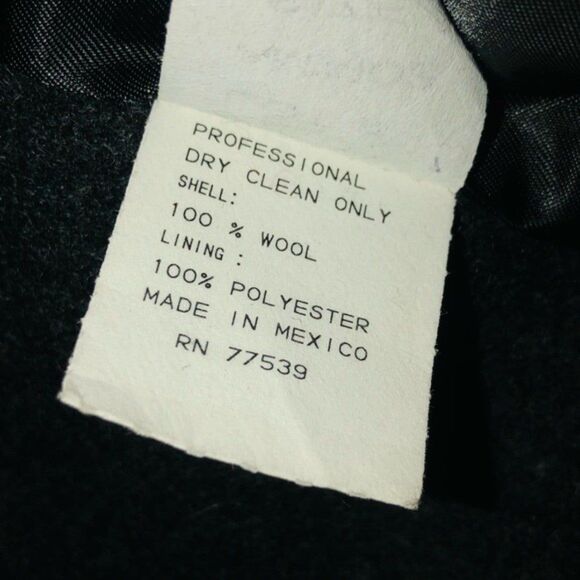 PROFESSIONAL
DRY CLEAN ONLY
SHELL:
100 % WOOL
LINING :
100% POLYESTER
MADE IN MEXICO
RN 77539